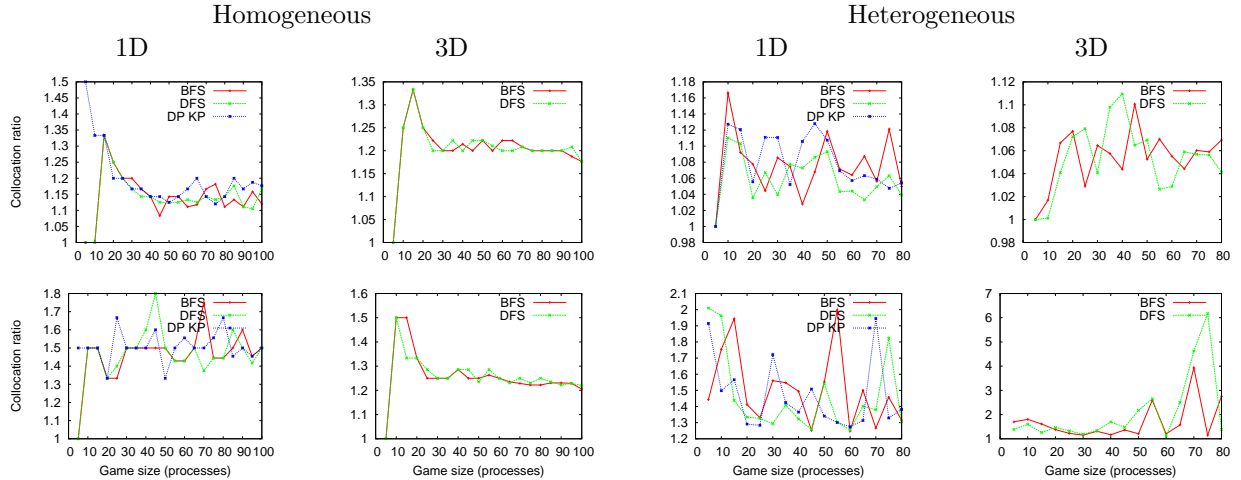 Homogeneous Heterogeneous
1D 3D 1D 3D
Collocation ratio
1.5
1.45
1.4
1.35
1.3
1.25
1.2
1.15
1.1
1.05
1
BFS
DFS
DP KP
0 10 20 30 40 50 60 70 80 90 100
1.35
1.3
1.25
1.2
1.15
1.1
1.05
1
BFS
DFS
0 10 20 30 40 50 60 70 80 90 100
Collocation ratio
1.18
1.16
1.14
1.12
1.1
1.08
1.06
1.04
1.02
1
0.98
BFS
DFS
DP KP
0 10 20 30 40 50 60 70 80
1.12
1.1
1.08
1.06
1.04
1.02
1
0.98
BFS
DFS
0 10 20 30 40 50 60 70 80
Collocation ratio
1.8
1.7
1.6
1.5
1.4
1.3
1.2
1.1
1
BFS
DFS
DP KP
0 10 20 30 40 50 60 70 80 90 100
Game size (processes)
1.6
1.5
1.4
1.3
1.2
1.1
1
BFS
DFS
0 10 20 30 40 50 60 70 80 90 100
Game size (processes)
Collocation ratio
2.1
2
1.9
1.8
1.7
1.6
1.5
1.4
1.3
1.2
BFS
DFS
DP KP
0 10 20 30 40 50 60 70 80
Game size (processes)
7
6
5
4
3
2
1
BFS
DFS
0 10 20 30 40 50 60 70 80
Game size (processes)